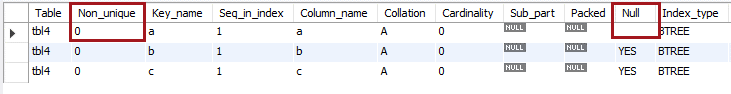 Table Non_unique Key_name Seq_in_index Column_name Collation Cardinality Sub_part Packed Null Index_type
tbl4 0 a 1 a A 0 NULL NULL BTREE
tbl4 0 b 1 b A 0 NULL NULL YES BTREE
tbl4 0 c 1 c A 0 NULL NULL YES BTREE